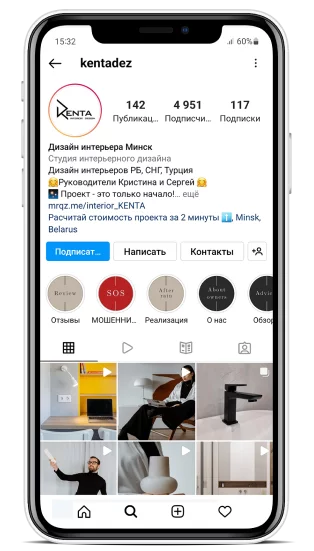 15:32
60%
kentadez
KENTA
142
4 951
117
Публикац...
Подписчи...
Подписки
Дизайн интерьера Минск
Студия интерьерного дизайна
Дизайн интерьеров РБ, СНГ, Турция
Руководители Кристина и Сергей
Проект - это только начало!... ещё
mrqz.me/interior_KENTA
Расчитай стоимость проекта за 2 минуты ⬆️, Minsk,
Belarus
Подписат...
Написать
Контакты
Review
SOS
After
About
Advi
Отзывы
МОШЕННИ...
Реализация
О нас
Обзор